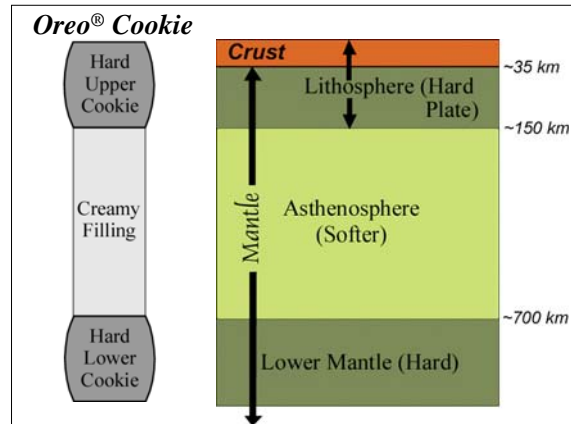 Oreo® Cookie
Hard
Upper
Cookie
Creamy
Filling
Hard
Lower
Cookie
Crust
~35 km
Lithosphere (Hard
Plate)
~150 km
Mantle
Asthenosphere
(Softer)
~700 km
Lower Mantle (Hard)